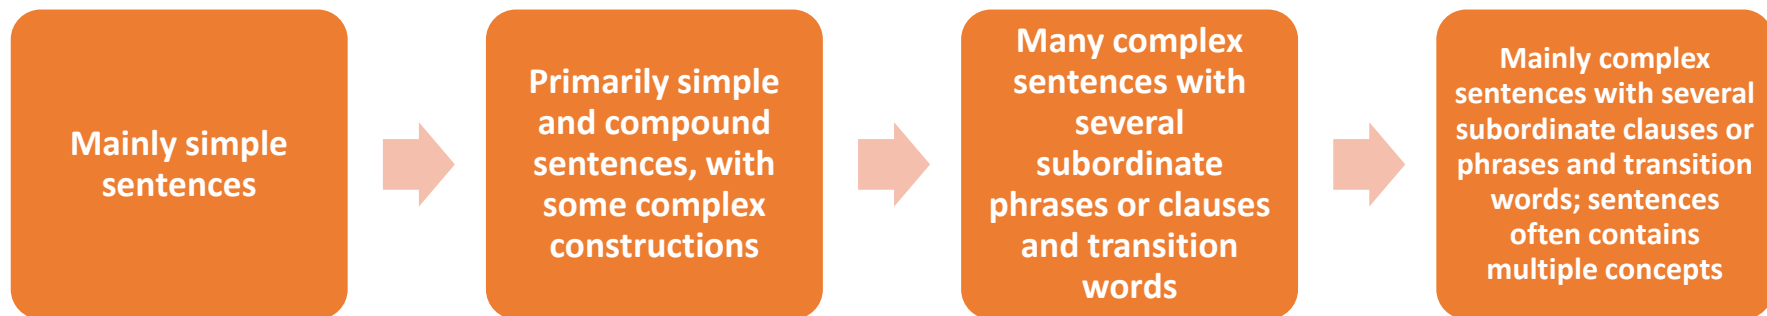 Mainly simple
sentences
Primarily simple
and compound
sentences, with
some complex
constructions
Many complex
sentences with
several
subordinate
phrases or clauses
and transition
words
Mainly complex
sentences with several
subordinate clauses or
phrases and transition
words; sentences
often contains
multiple concepts